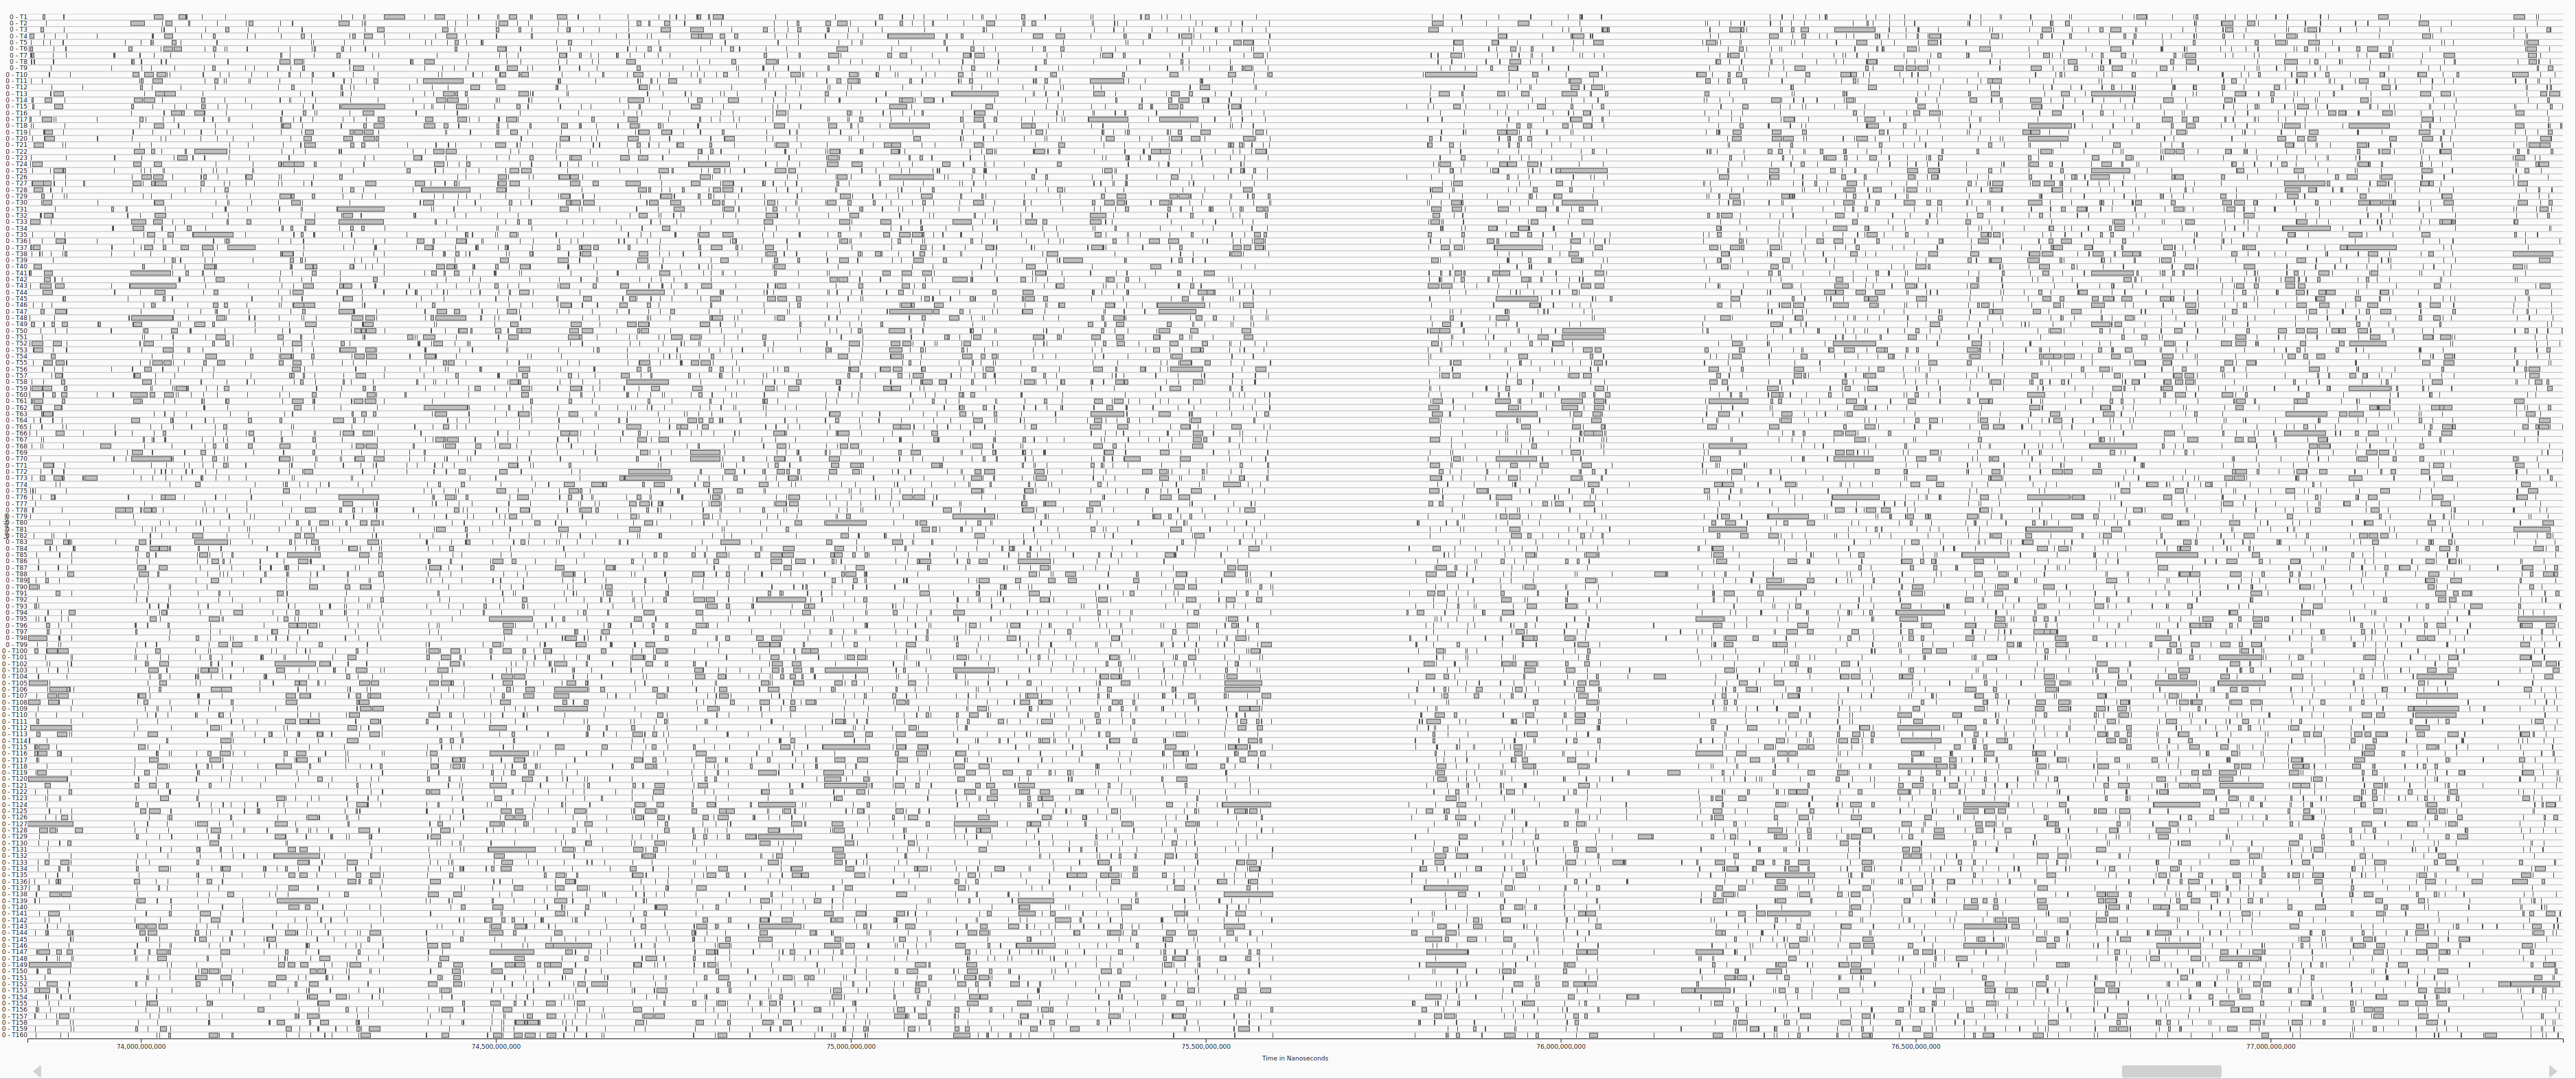 0 - T1
0 - T2
0 - T3
0 - T4
0 - T5
0 - T6
0 - T7
0 - T8
0 - T9
0 - T10
0 - T11
0 - T12
0 - T13
0 - T14
0 - T15
0 - T16
0 - T17
0 - T18
0 - T19
0 - T20
0 - T21
0 - T22
0 - T23
0 - T24
0 - T25
0 - T26
0 - T27
0 - T28
0 - T29
0 - T30
0 - T31
0 - T32
0 - T33
0 - T34
0 - T35
0 - T36
0 - T37
0 - T38
0 - T39
0 - T40
0 - T41
0 - T42
0 - T43
0 - T44
0 - T45
0 - T46
0 - T47
0 - T48
0 - T49
0 - T50
0 - T51
0 - T52
0 - T53
0 - T54
0 - T55
0 - T56
0 - T57
0 - T58
0 - T59
0 - T60
0 - T61
0 - T62
0 - T63
0 - T64
0 - T65
0 - T66
0 - T67
0 - T68
0 - T69
0 - T70
0 - T71
0 - T72
0 - T73
0 - T74
0 - T75
0 - T76
0 - T77
0 - T78
0 - T79
0 - T80
0 - T81
0 - T82
0 - T83
0 - T84
0 - T85
0 - T86
0 - T87
0 - T88
0 - T89
0 - T90
0 - T91
0 - T92
0 - T93
0 - T94
0 - T95
0 - T96
0 - T97
0 - T98
0 - T99
0 - T100
0 - T101
0 - T102
0 - T103
0 - T104
0 - T105
0 - T106
0 - T107
0 - T108
0 - T109
0 - T110
0 - T111
0 - T112
0 - T113
0 - T114
0 - T115
0 - T116
0 - T117
0 - T118
0 - T119
0 - T120
0 - T121
0 - T122
0 - T123
0 - T124
0 - T125
0 - T126
0 - T127
0 - T128
0 - T129
0 - T130
0 - T131
0 - T132
0 - T133
0 - T134
0 - T135
0 - T136
0 - T137
0 - T138
0 - T139
0 - T140
0 - T141
0 - T142
0 - T143
0 - T144
0 - T145
0 - T146
0 - T147
0 - T148
0 - T149
0 - T150
0 - T151
0 - T152
0 - T153
0 - T154
0 - T155
0 - T156
0 - T157
0 - T158
0 - T159
0 - T160
74,000,000,000 74,500,000,000 75,000,000,000 75,500,000,000 76,000,000,000 76,500,000,000 77,000,000,000
Time in Nanoseconds